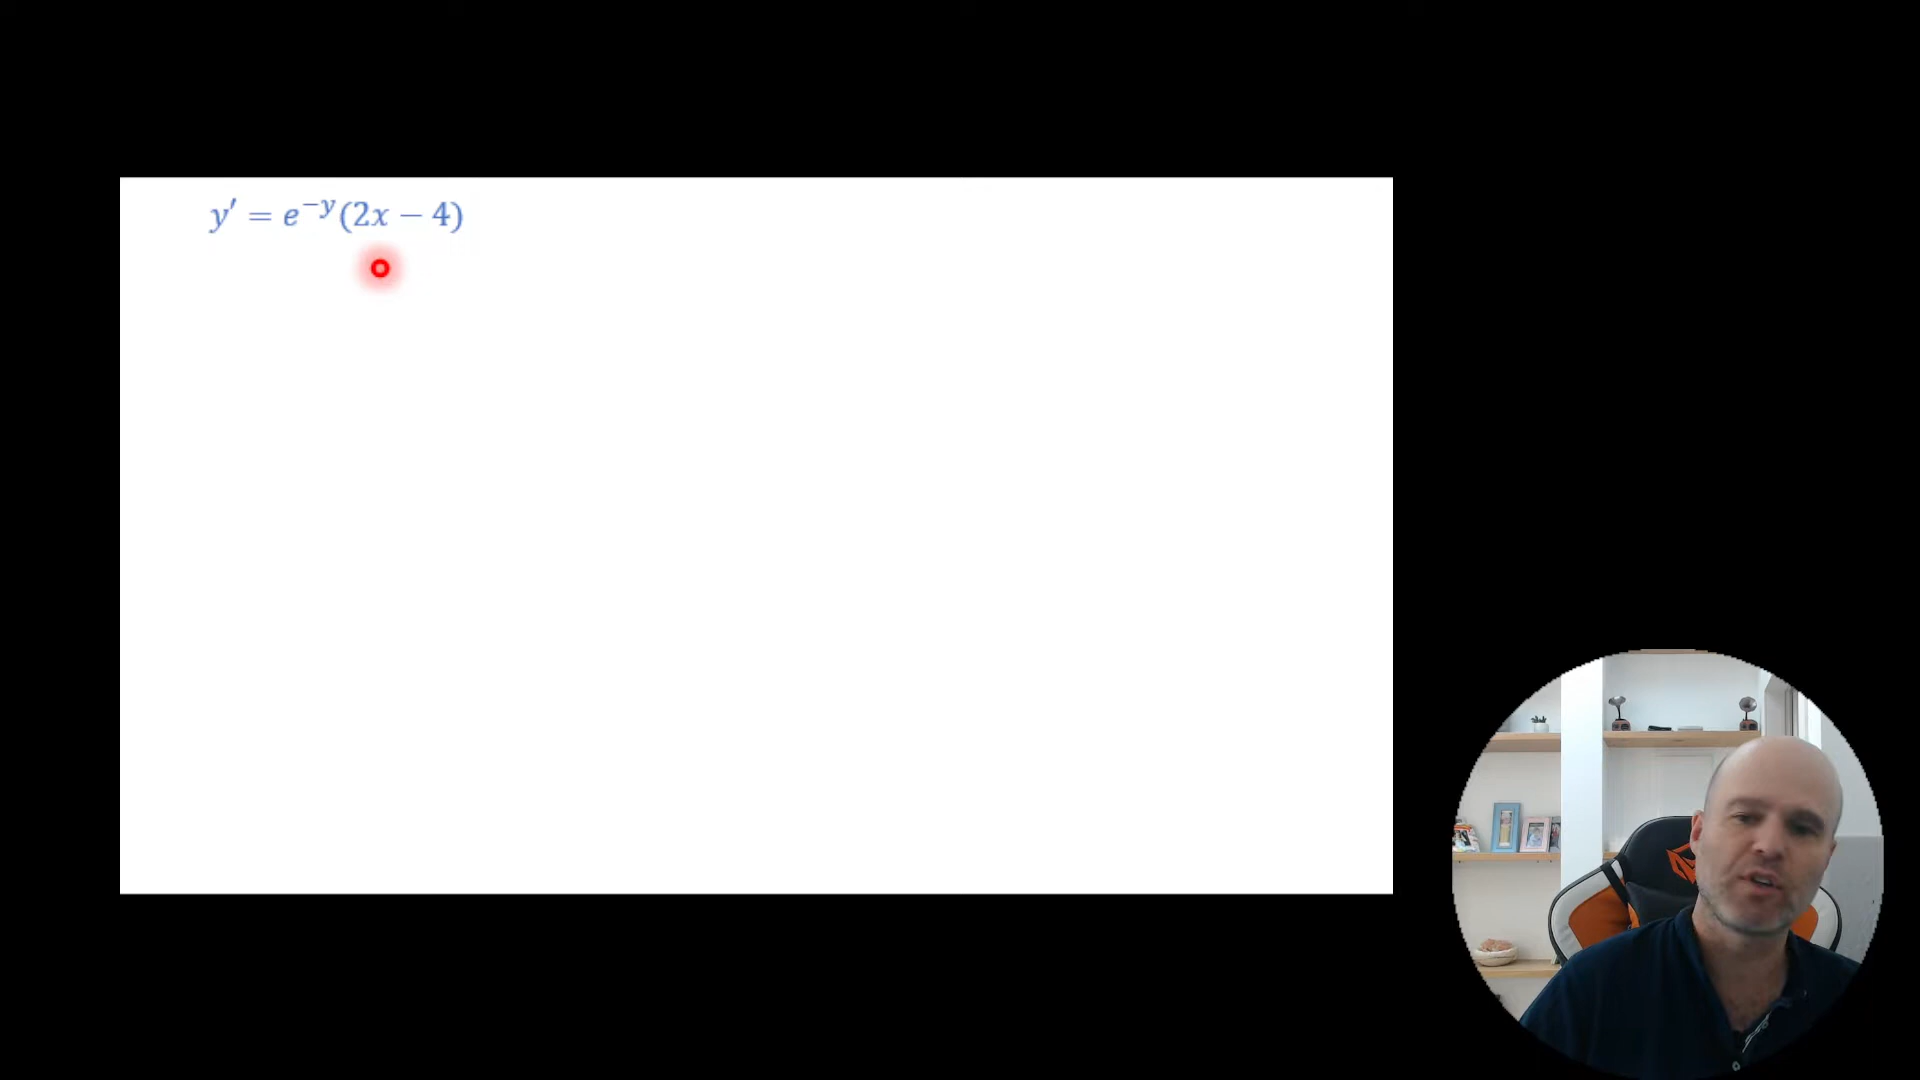 y′ = e⁻ʸ(2x − 4)